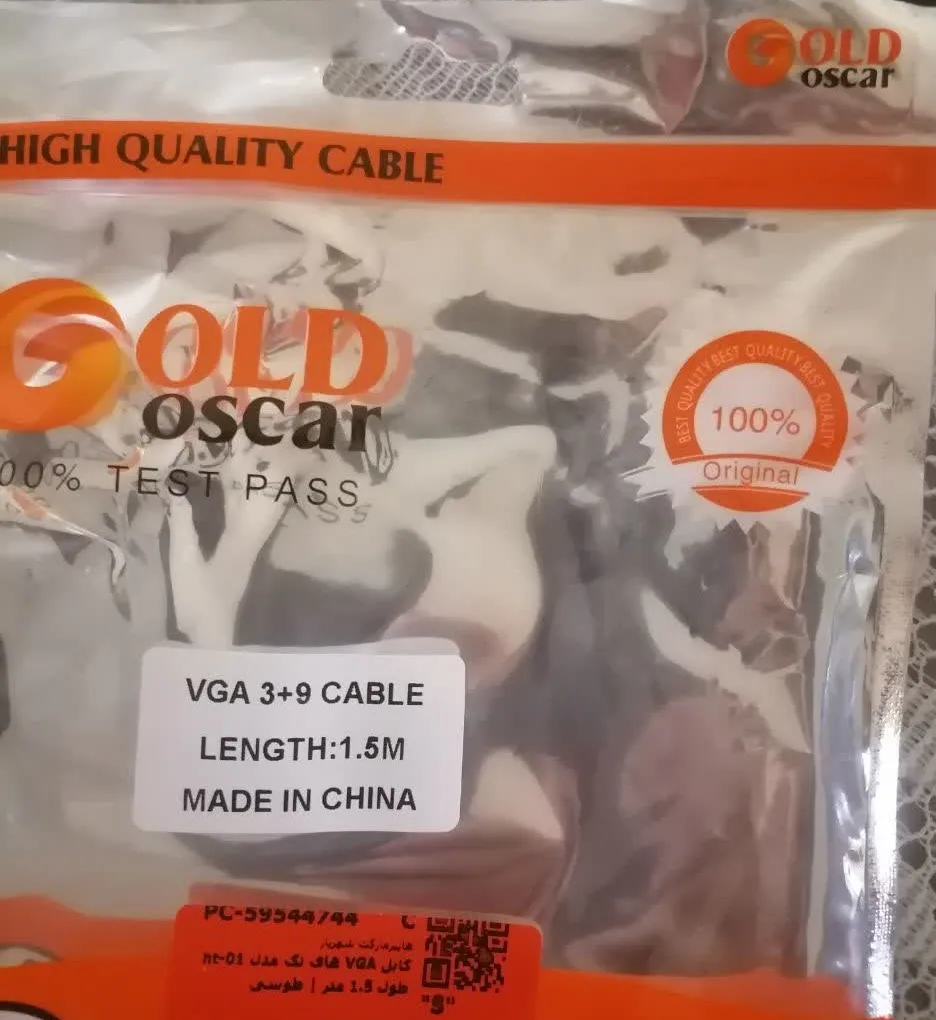 GOLD
oscar
HIGH QUALITY CABLE
GOLD
oscar
00% TEST PASS
BEST QUALITY BEST QUALITY BEST QUALITY
100%
Original
VGA 3+9 CABLE
LENGTH:1.5M
MADE IN CHINA
PC-59544744 C
هایپرمارکت شهریار
کابل VGA های نک مدل ht-01
طول 1.5 متر | طوسی
"S"